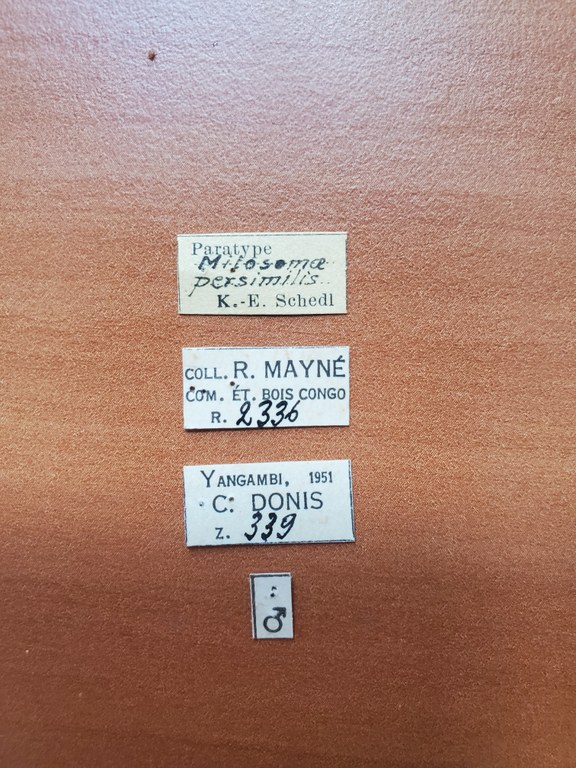 Paratype
Mitosoma
persimilis
K.-E. Schedl
COLL. R. MAYNÉ
COM. ÉT. BOIS CONGO
R. 2336
YANGAMBI, 1951
C. DONIS
Z. 339
♂